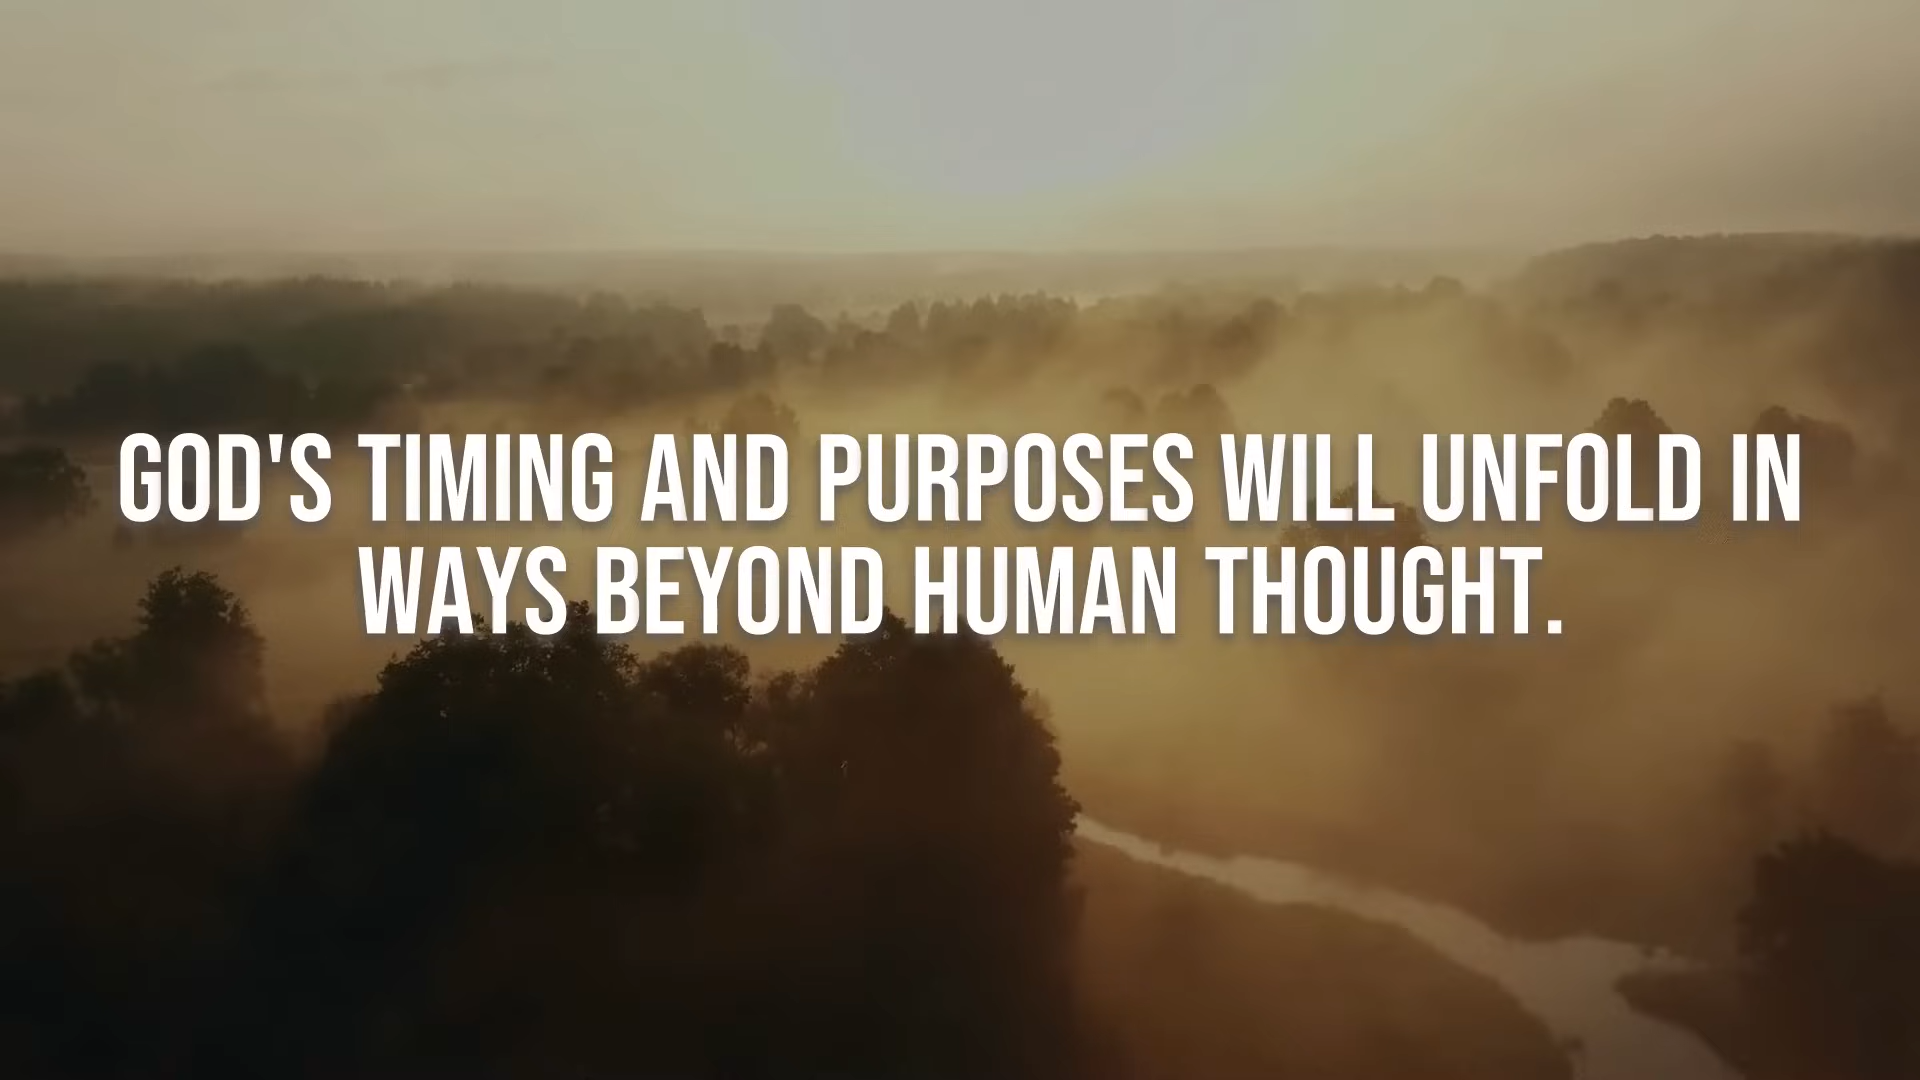 GOD'S TIMING AND PURPOSES WILL UNFOLD IN
WAYS BEYOND HUMAN THOUGHT.